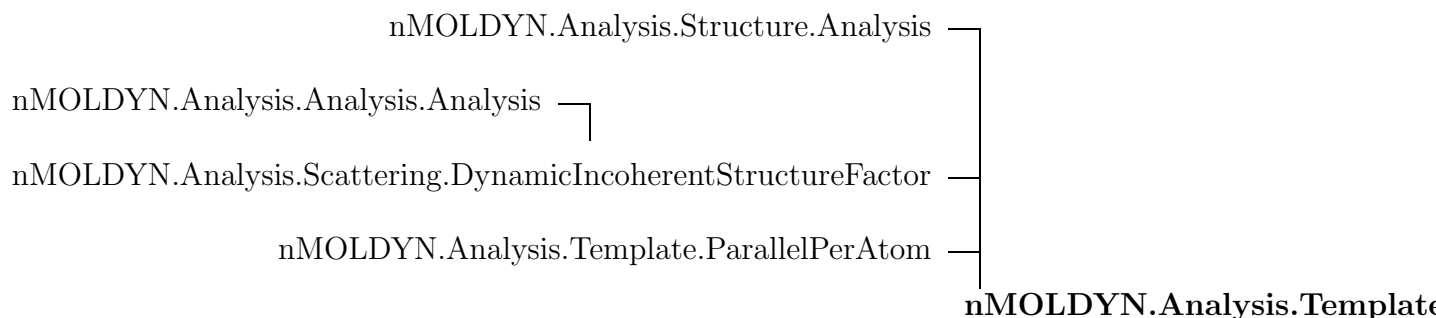 nMOLDYN.Analysis.Structure.Analysis
nMOLDYN.Analysis.Analysis.Analysis
nMOLDYN.Analysis.Scattering.DynamicIncoherentStructureFactor
nMOLDYN.Analysis.Template.ParallelPerAtom
nMOLDYN.Analysis.Template